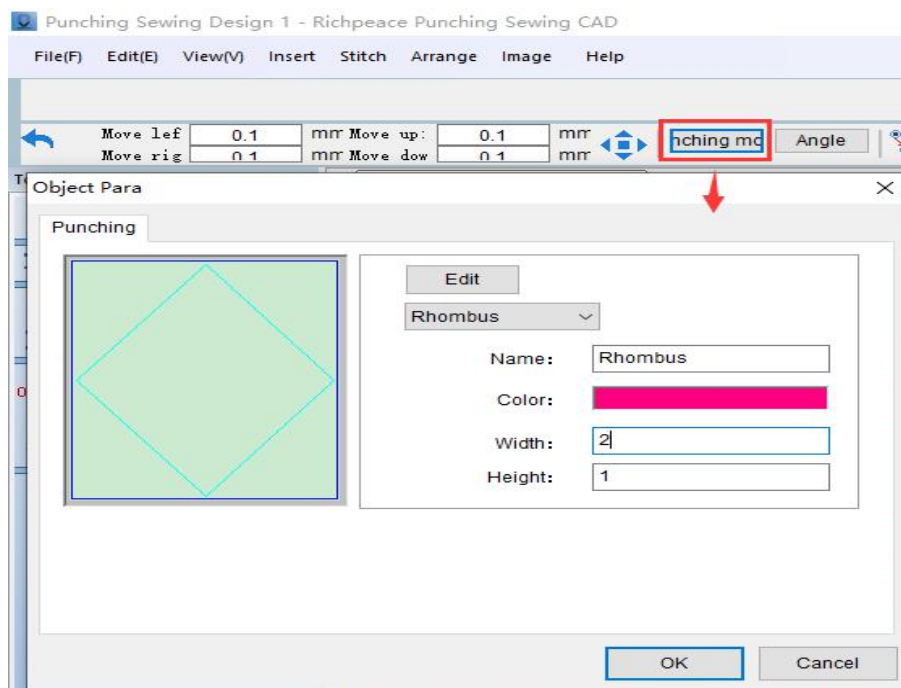 Punching Sewing Design 1 - Richpeace Punching Sewing CAD
File(F) Edit(E) View(V) Insert Stitch Arrange Image Help
Move lef 0.1 mm Move up: 0.1 mm nching mo Angle
Move rig 0.1 mm Move dow 0.1 mm
Object Para
Punching
Edit
Rhombus
Name: Rhombus
Color:
Width: 2
Height: 1
OK Cancel